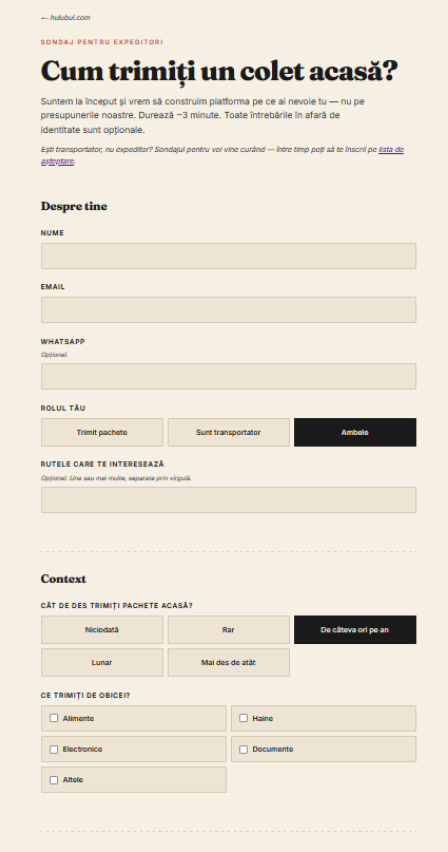 ← hulubul.com
SONDAJ PENTRU EXPEDITORI
Cum trimiți un colet acasă?
Suntem la început și vrem să construim platforma pe ce ai nevoie tu — nu pe
presupunerile noastre. Durează ~3 minute. Toate întrebările în afară de
identitate sunt opționale.
Ești transportator, nu expeditor? Sondajul pentru voi vine curând — între timp poți să te înscrii pe lista de
așteptare.
Despre tine
NUME
EMAIL
WHATSAPP
Opțional.
ROLUL TĂU
Trimit pachete Sunt transportator Ambele
RUTELE CARE TE INTERESEAZĂ
Opțional. Una sau mai multe, separate prin virgulă.
Context
CÂT DE DES TRIMIȚI PACHETE ACASĂ?
Niciodată Rar De câteva ori pe an
Lunar Mai des de atât
CE TRIMIȚI DE OBICEI?
Alimente Haine
Electronice Documente
Altele